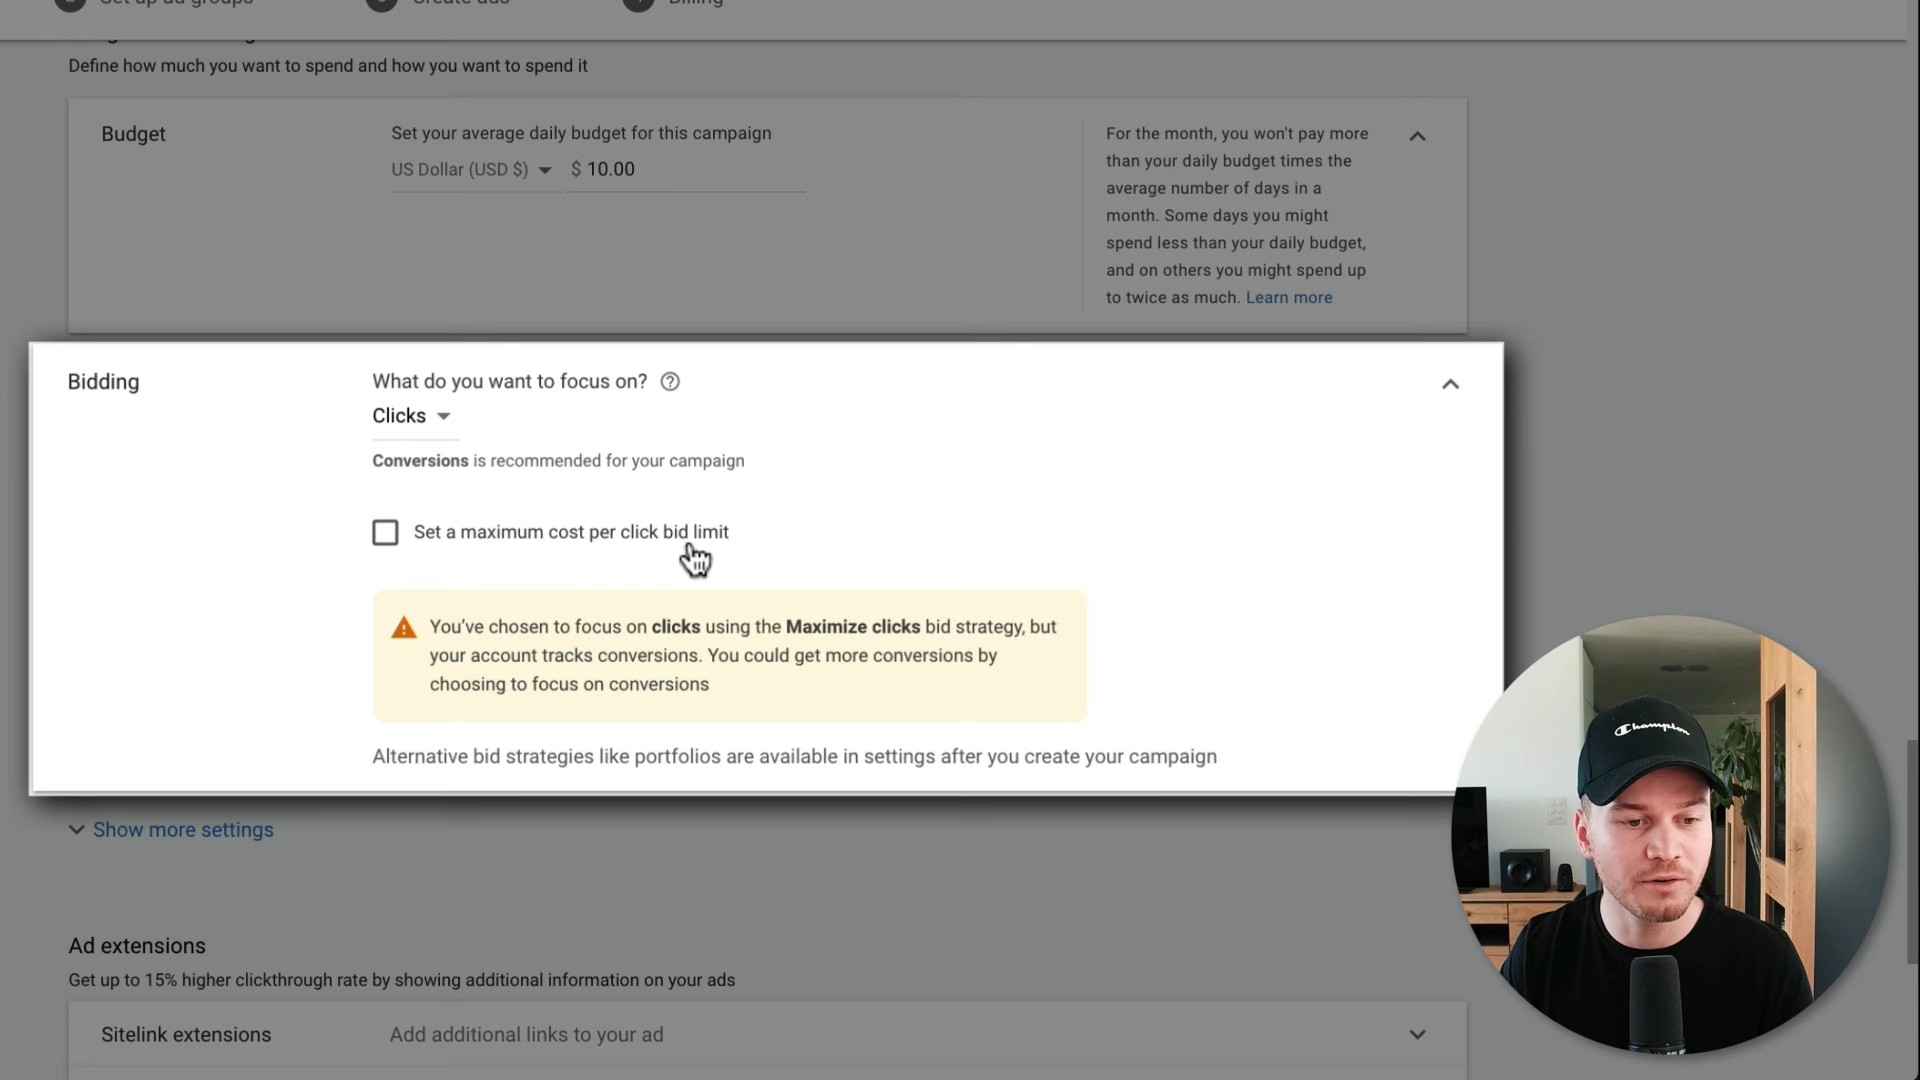 Set up ad groups
Create ads
Billing
Define how much you want to spend and how you want to spend it
Budget
Set your average daily budget for this campaign
US Dollar (USD $)
$ 10.00
For the month, you won't pay more
than your daily budget times the
average number of days in a
month. Some days you might
spend less than your daily budget,
and on others you might spend up
to twice as much. Learn more
Bidding
What do you want to focus on?
Clicks
Conversions is recommended for your campaign
Set a maximum cost per click bid limit
You've chosen to focus on clicks using the Maximize clicks bid strategy, but
your account tracks conversions. You could get more conversions by
choosing to focus on conversions
Alternative bid strategies like portfolios are available in settings after you create your campaign
Show more settings
Champion
Ad extensions
Get up to 15% higher clickthrough rate by showing additional information on your ads
Sitelink extensions
Add additional links to your ad